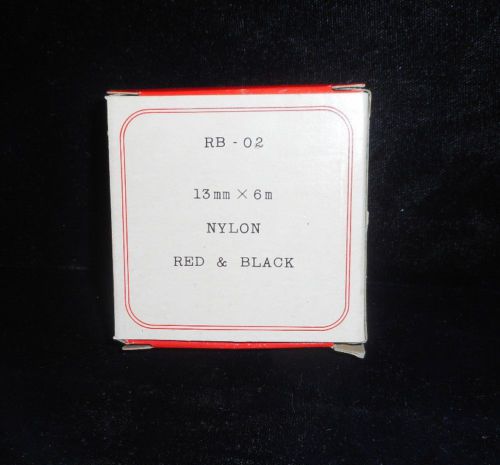 RB - 02
13mm × 6m
NYLON
RED & BLACK